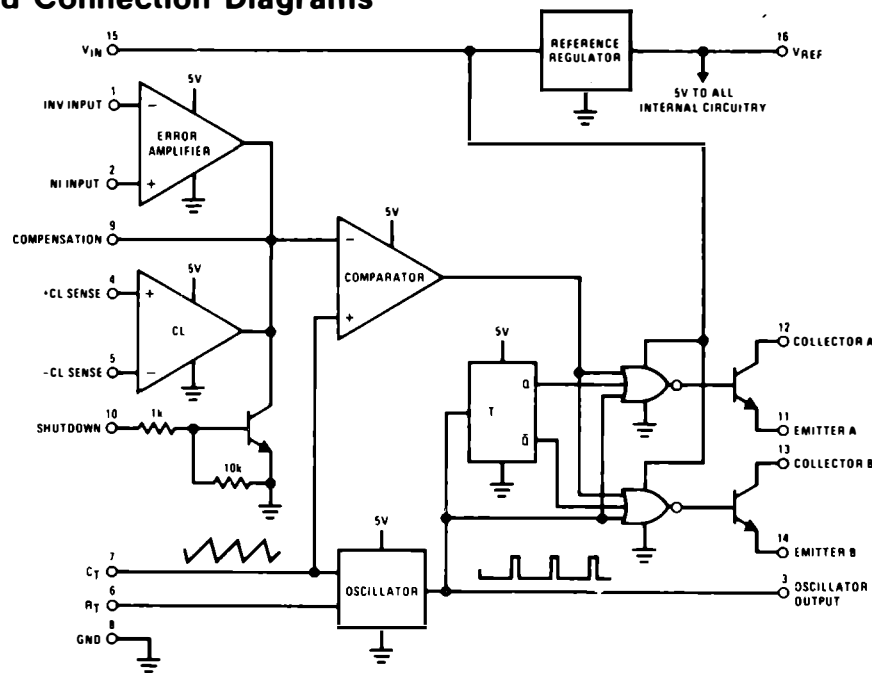 d Connection Diagrams
15
VIN
REFERENCE
REGULATOR
16
VREF
5V TO ALL
INTERNAL CIRCUITRY
1
INV INPUT
−
5V
ERROR
AMPLIFIER
2
NI INPUT
+
9
COMPENSATION
−
5V
COMPARATOR
+
4
+CL SENSE
+
5V
CL
5
−CL SENSE
−
10
SHUTDOWN
1k
10k
5V
T
Q
Q̄
12
COLLECTOR A
11
EMITTER A
13
COLLECTOR B
14
EMITTER B
7
CT
6
RT
8
GND
5V
OSCILLATOR
3
OSCILLATOR
OUTPUT